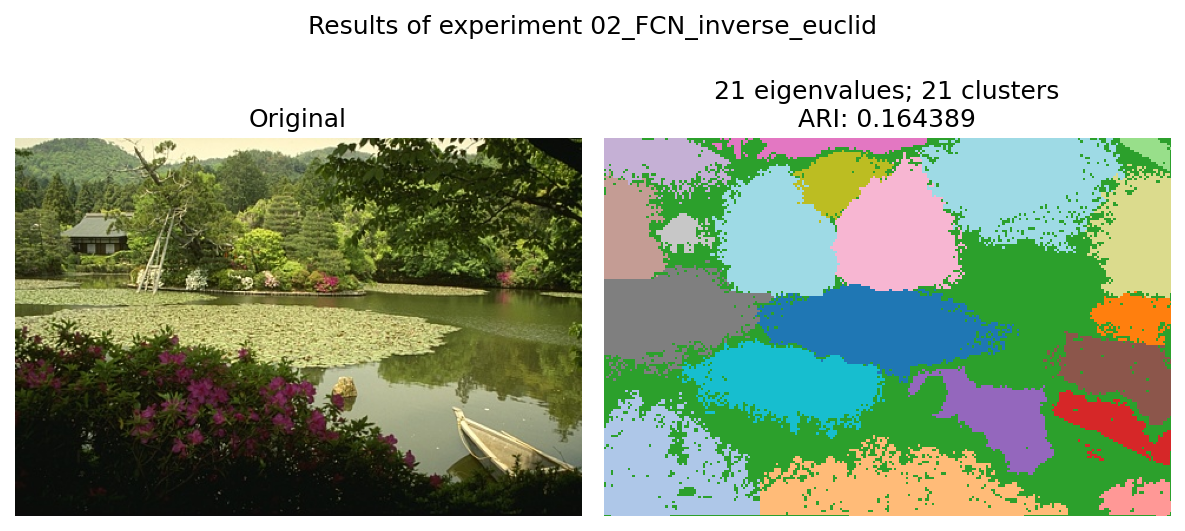 Results of experiment 02_FCN_inverse_euclid
Original
21 eigenvalues; 21 clusters
ARI: 0.164389